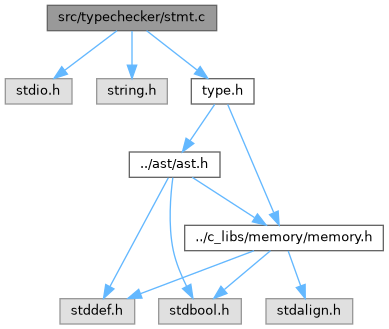 src/typechecker/stmt.c
stdio.h
string.h
type.h
../ast/ast.h
../c_libs/memory/memory.h
stddef.h
stdbool.h
stdalign.h